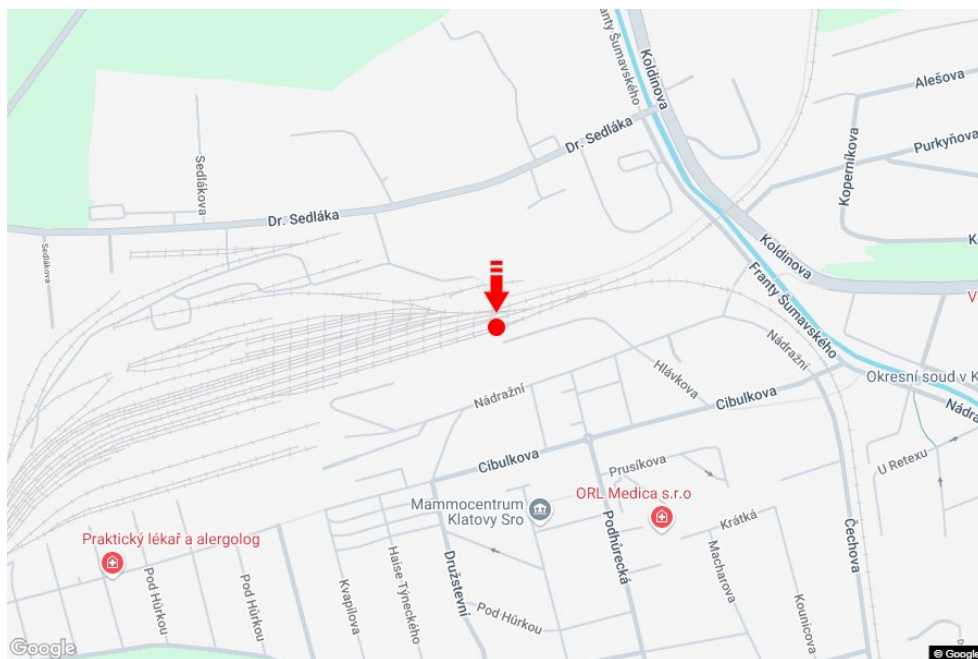 Franty Šumavského
Koldinova
Alešova
Dr. Sedláka
Purkyňova
Koperníkova
Sedlákova
Dr. Sedláka
Sedlákova
Koldinova
Franty Šumavského
Nádražní
Hlávkova
Okresní soud v K
Nádražní
Cibulkova
Nádra
Cibulkova
Prusíkova
U Retexu
ORL Medica s.r.o
Mammocentrum
Klatovy Sro
Krátká
Podhůrecká
Praktický lékař a alergolog
Čechova
Macharova
Haise Týneckého
Družstevní
Pod Hůrkou
Pod Hůrkou
Kvapilova
Pod Hůrkou
Kounicova
Google
© Google